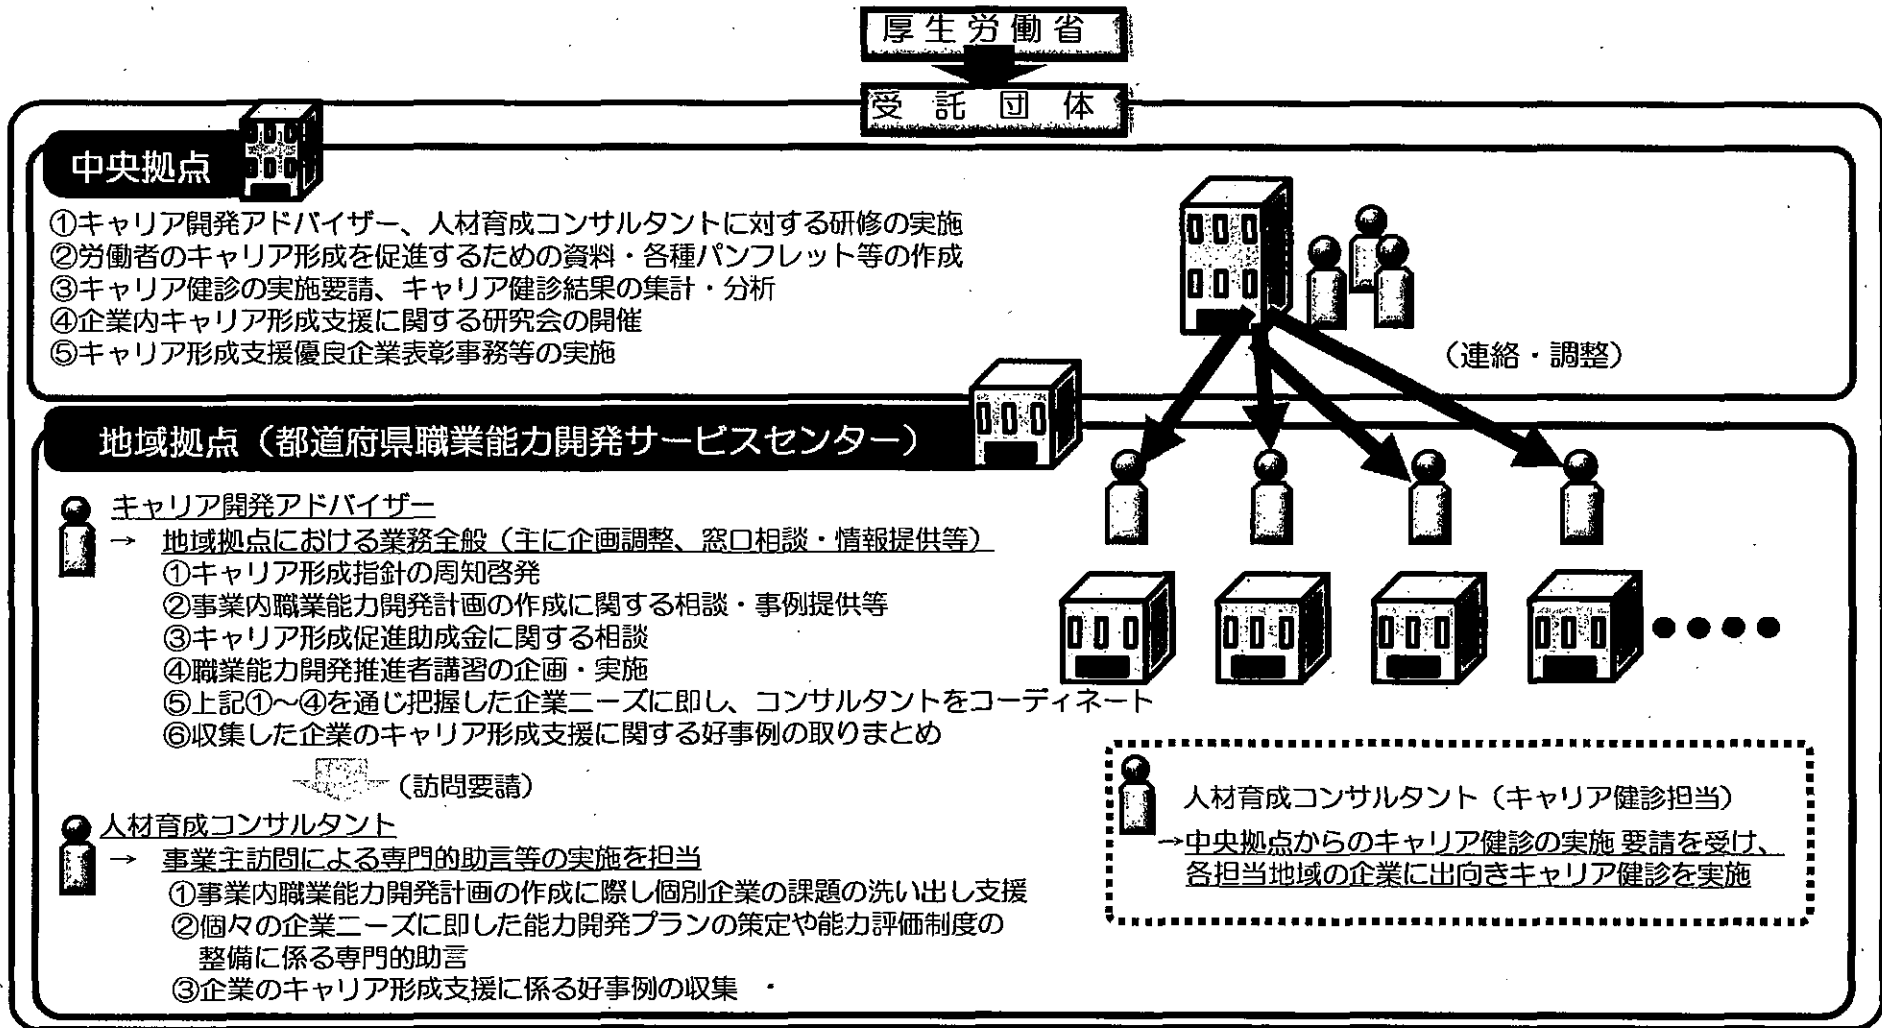 厚生労働省
受託団体
中央拠点
①キャリア開発アドバイザー、人材育成コンサルタントに対する研修の実施
②労働者のキャリア形成を促進するための資料・各種パンフレット等の作成
③キャリア健診の実施要請、キャリア健診結果の集計・分析
④企業内キャリア形成支援に関する研究会の開催
⑤キャリア形成支援優良企業表彰事務等の実施
（連絡・調整）
地域拠点（都道府県職業能力開発サービスセンター）
キャリア開発アドバイザー
→ 地域拠点における業務全般（主に企画調整、窓口相談・情報提供等）
①キャリア形成指針の周知啓発
②事業内職業能力開発計画の作成に関する相談・事例提供等
③キャリア形成促進助成金に関する相談
④職業能力開発推進者講習の企画・実施
⑤上記①～④を通じ把握した企業ニーズに即し、コンサルタントをコーディネート
⑥収集した企業のキャリア形成支援に関する好事例の取りまとめ
（訪問要請）
人材育成コンサルタント
→ 事業主訪問による専門的助言等の実施を担当
①事業内職業能力開発計画の作成に際し個別企業の課題の洗い出し支援
②個々の企業ニーズに即した能力開発プランの策定や能力評価制度の
整備に係る専門的助言
③企業のキャリア形成支援に係る好事例の収集
人材育成コンサルタント（キャリア健診担当）
→中央拠点からのキャリア健診の実施要請を受け、
各担当地域の企業に出向きキャリア健診を実施